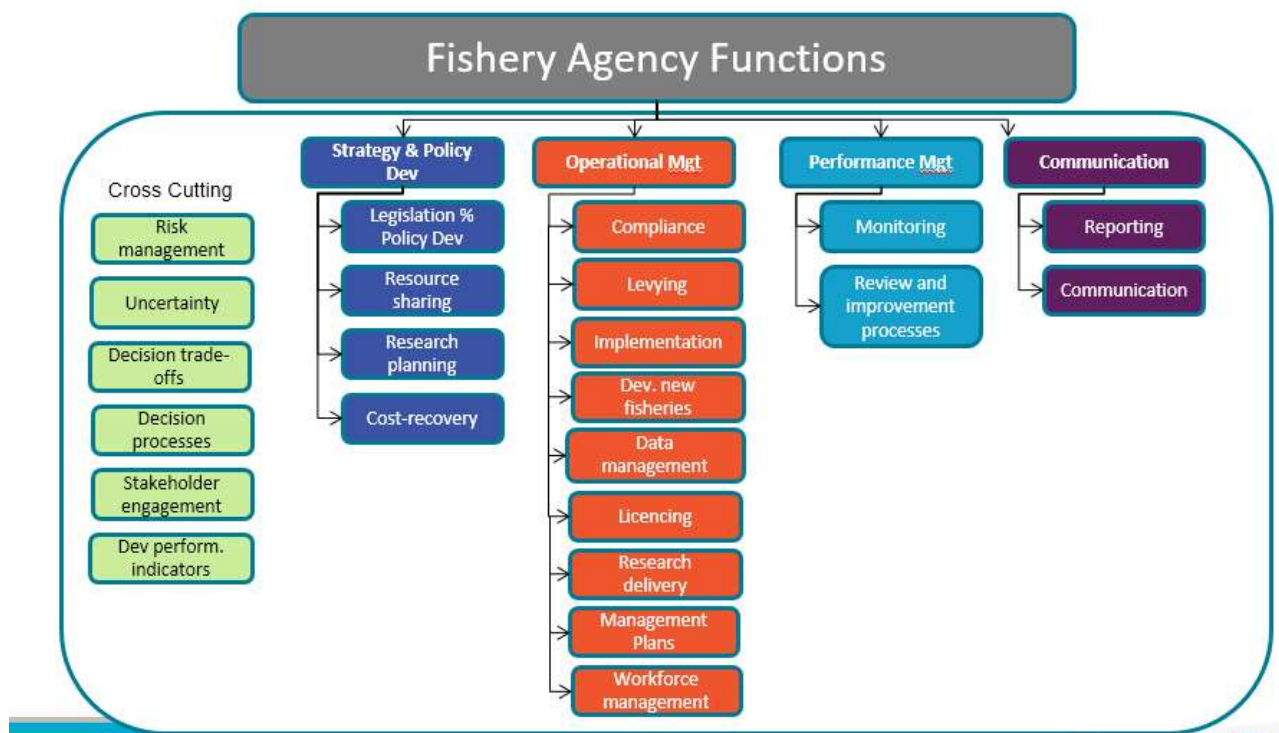 Fishery Agency Functions
Cross Cutting
Risk
management
Uncertainty
Decision trade-
offs
Decision
processes
Stakeholder
engagement
Dev perform.
indicators
Strategy & Policy
Dev
Legislation % 
Policy Dev
Resource
sharing
Research
planning
Cost-recovery
Operational Mgt
Compliance
Levying
Implementation
Dev. new
fisheries
Data
management
Licencing
Research
delivery
Management
Plans
Workforce
management
Performance Mgt
Monitoring
Review and
improvement
processes
Communication
Reporting
Communication